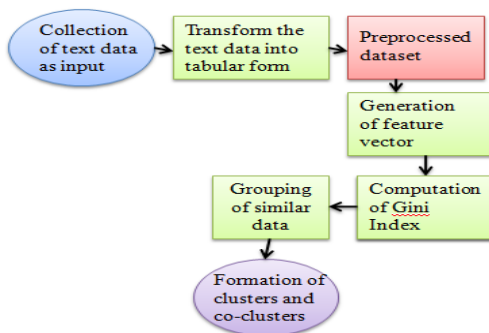 Collection
of text data
as input
Transform the
text data into
tabular form
Preprocessed
dataset
Generation
of feature
vector
Computation
of Gini
Index
Grouping
of similar
data
Formation of
clusters and
co-clusters